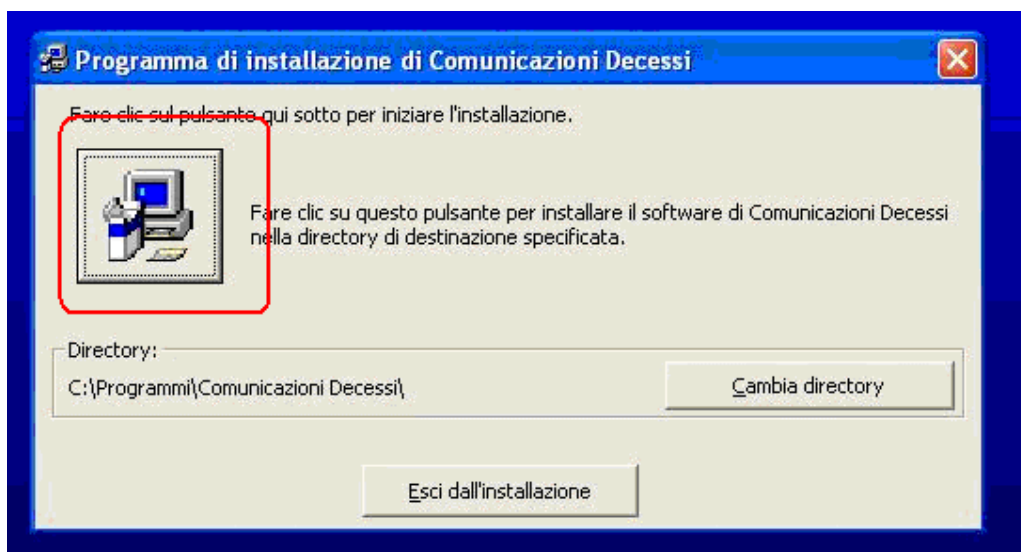 Programma di installazione di Comunicazioni Decessi
Fare clic sul pulsante qui sotto per iniziare l'installazione.
Fare clic su questo pulsante per installare il software di Comunicazioni Decessi
nella directory di destinazione specificata.
Directory:
C:\Programmi\Comunicazioni Decessi\
Cambia directory
Esci dall'installazione